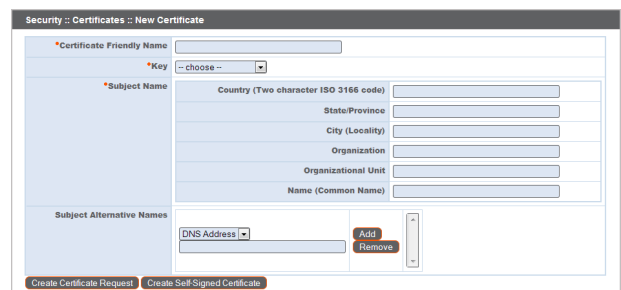 Security :: Certificates :: New Certificate
*Certificate Friendly Name
*Key -- choose --
*Subject Name
Country (Two character ISO 3166 code)
State/Province
City (Locality)
Organization
Organizational Unit
Name (Common Name)
Subject Alternative Names
DNS Address Add
Remove
Create Certificate Request Create Self-Signed Certificate